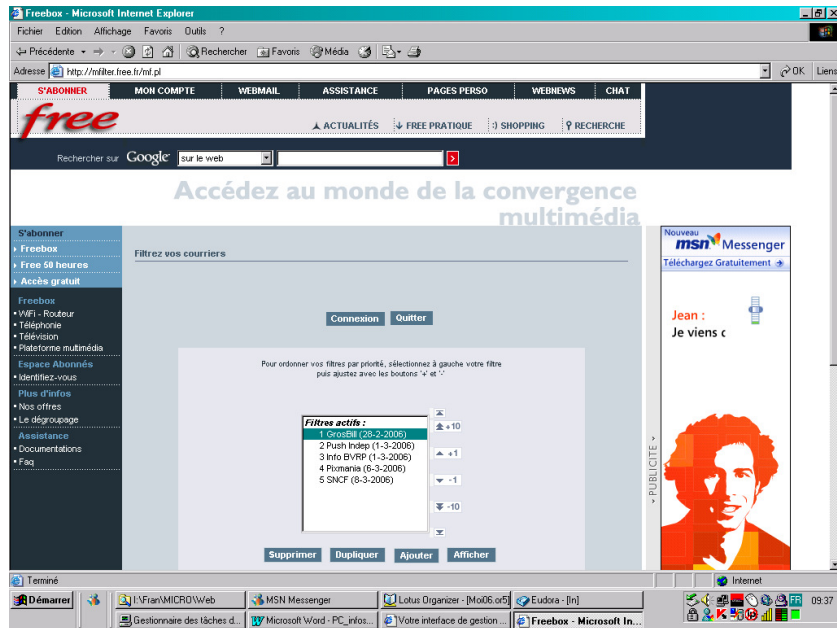 Freebox - Microsoft Internet Explorer
Fichier Edition Affichage Favoris Outils ?
Précédente Rechercher Favoris Média
Adresse http://mfilter.free.fr/mf.pl OK Liens
S'ABONNER MON COMPTE WEBMAIL ASSISTANCE PAGES PERSO WEBNEWS CHAT
free
ACTUALITÉS FREE PRATIQUE :) SHOPPING RECHERCHE
Rechercher sur Google sur le web
Accédez au monde de la convergence
multimédia
S'abonner
Freebox
Free 50 heures
Accès gratuit
Freebox
• WiFi - Routeur
• Téléphonie
• Télévision
• Plateforme multimédia
Espace Abonnés
• Identifiez-vous
Plus d'infos
• Nos offres
• Le dégroupage
Assistance
• Documentations
• Faq
Filtrez vos courriers
Connexion Quitter
Pour ordonner vos filtres par priorité, sélectionnez à gauche votre filtre
puis ajustez avec les boutons '+' et '-'
Filtres actifs :
1 GrosBill (28-2-2006)
2 Push Indep (1-3-2006)
3 Info BVRP (1-3-2006)
4 Pixmania (6-3-2006)
5 SNCF (8-3-2006)
+10
+1
-1
-10
Supprimer Dupliquer Ajouter Afficher
Nouveau
msn Messenger
Téléchargez Gratuitement
Jean :
Je viens c
> PUBLICITE >
Terminé Internet
Démarrer I:\Fran\MICRO\Web MSN Messenger Lotus Organizer - [Moi06.or5] Eudora - [In] FR 09:37
Gestionnaire des tâches d... Microsoft Word - PC_infos... Votre interface de gestion ... Freebox - Microsoft In...